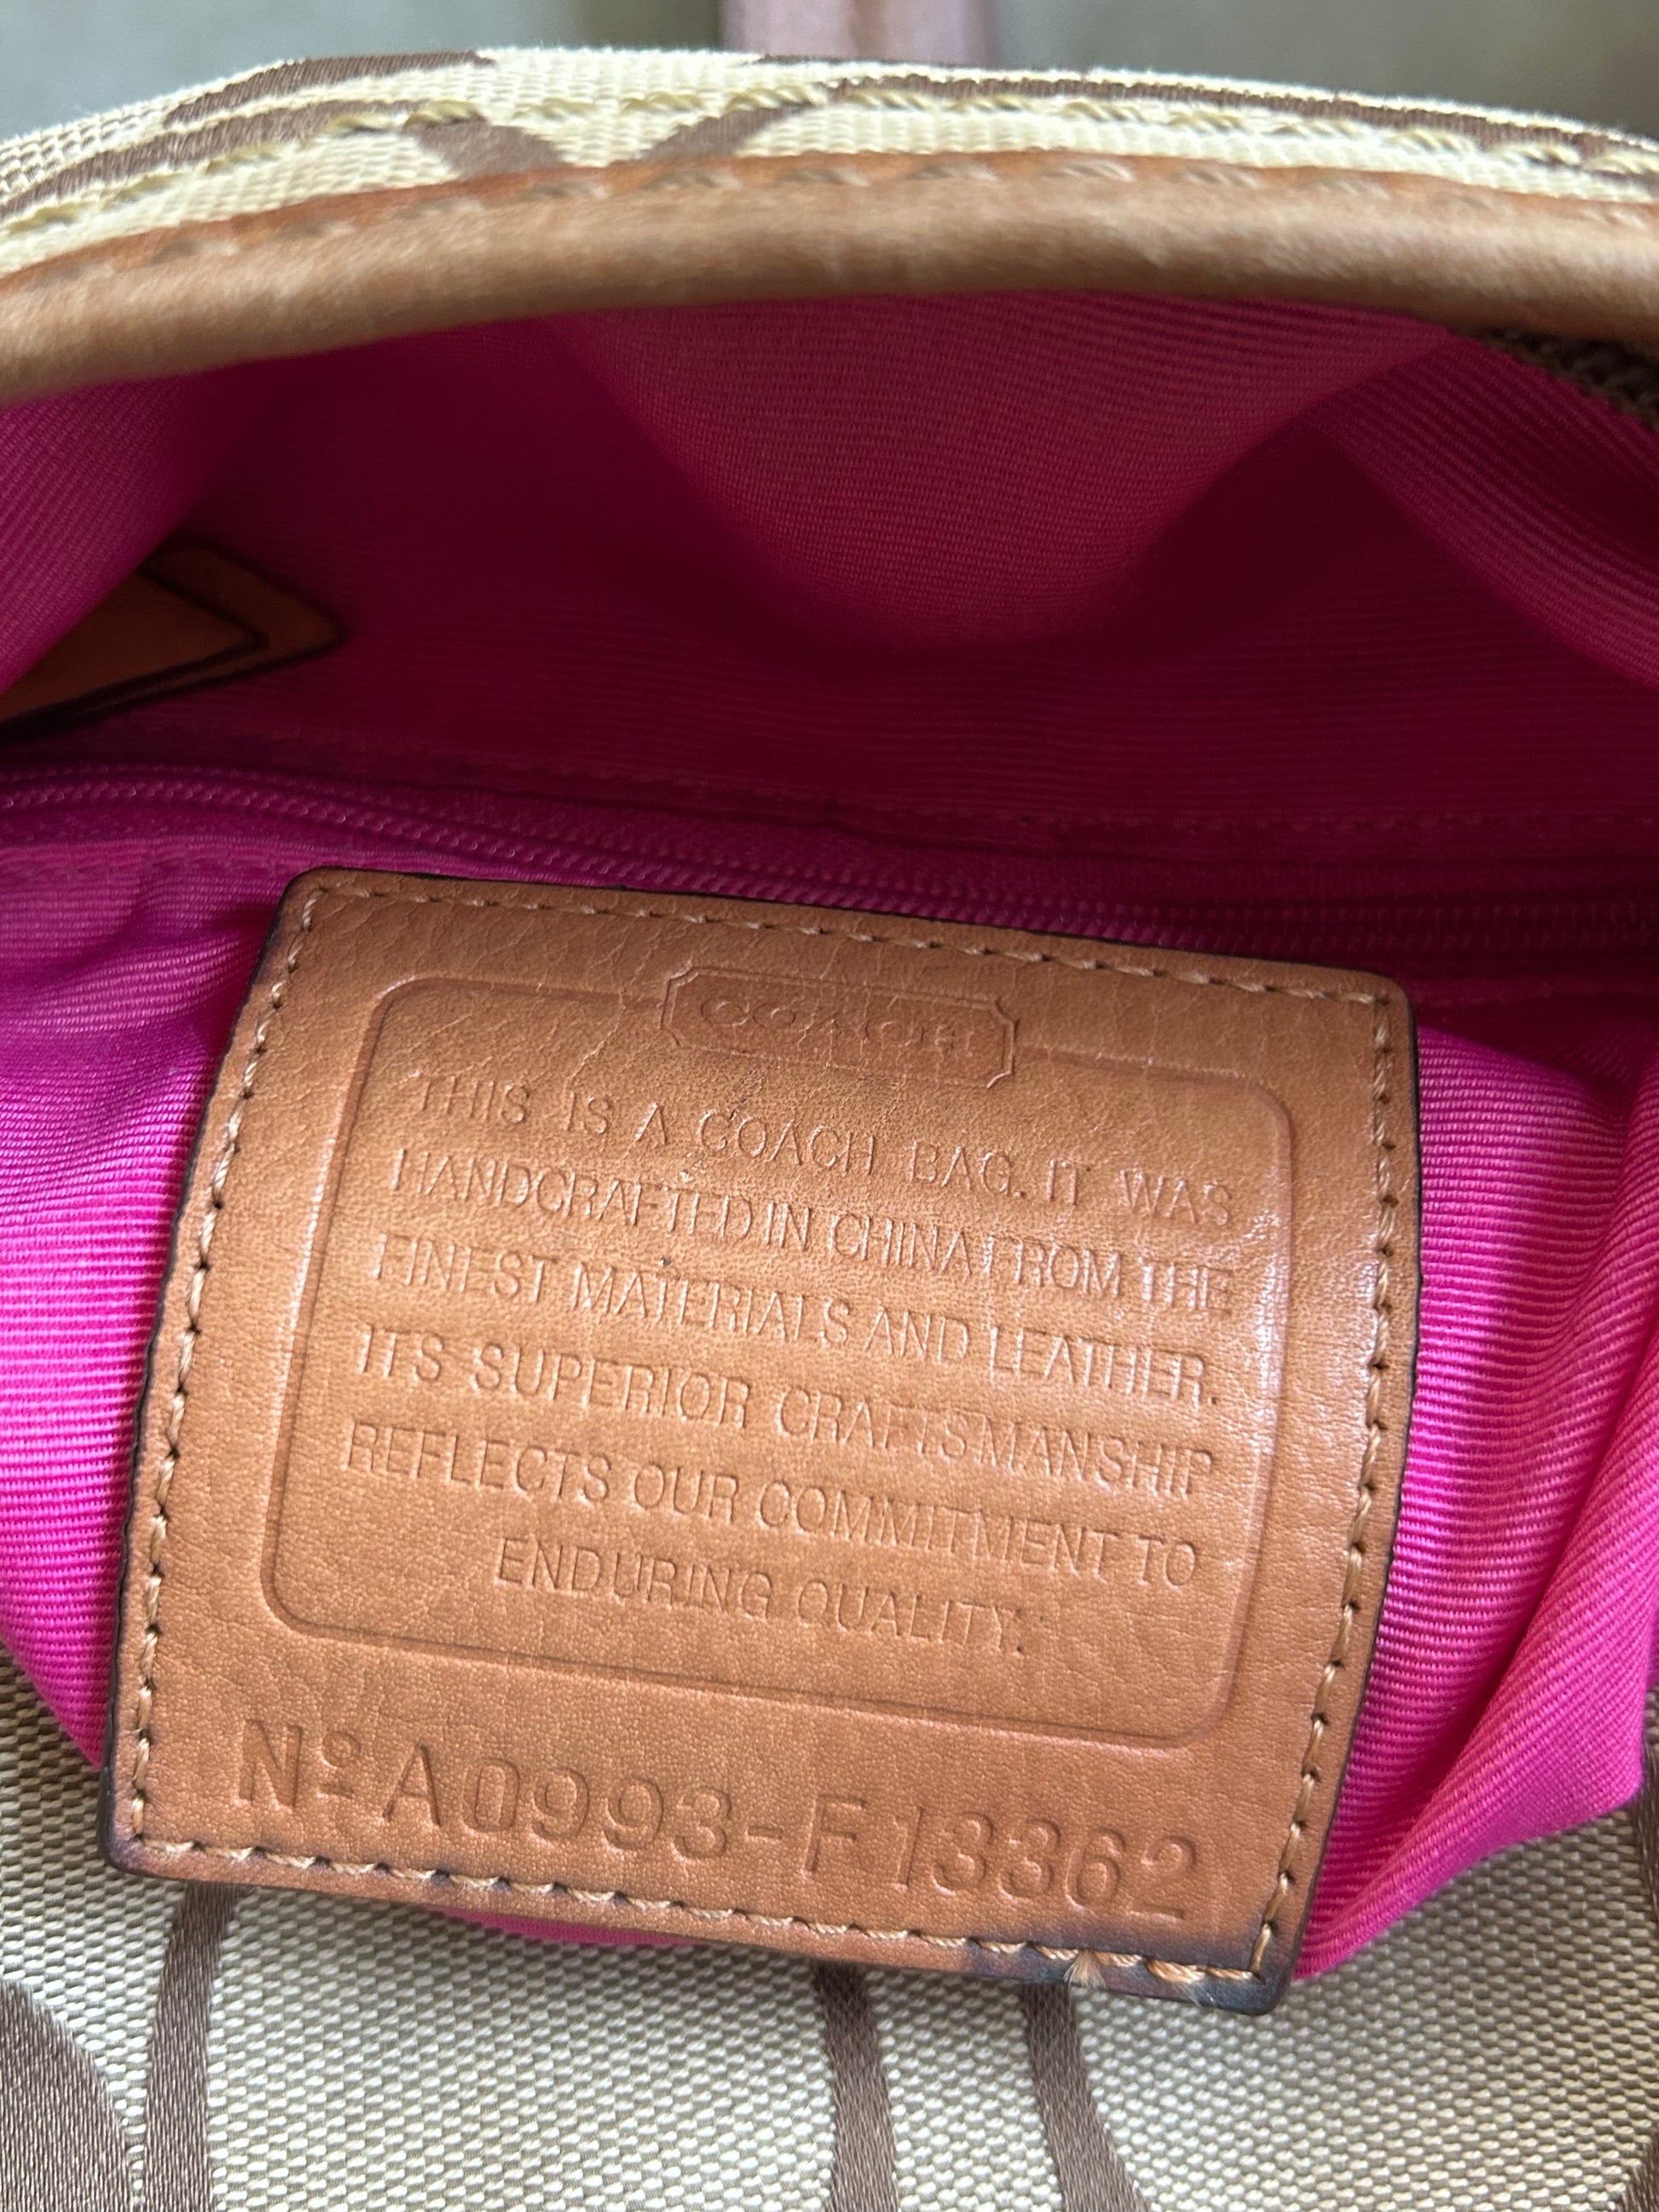 COACH
THIS IS A COACH BAG. IT WAS
HANDCRAFTED IN CHINA FROM THE
FINEST MATERIALS AND LEATHER.
ITS SUPERIOR CRAFTSMANSHIP
REFLECTS OUR COMMITMENT TO
ENDURING QUALITY.
Nº A0993-F13362